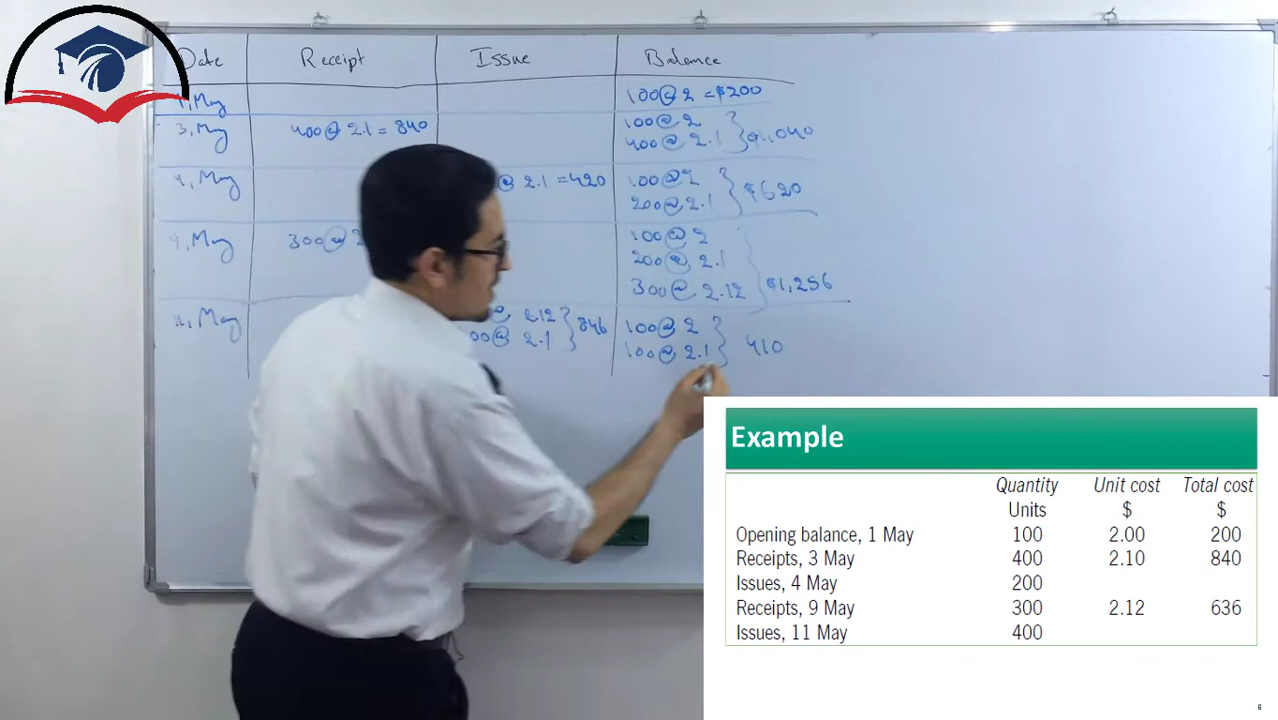 Date Receipt Issue Balance
1, May 100@ 2 = $200
3, May 400@ 2.1 = 840 100@ 2
400@ 2.1 } $1,040
4, May @ 2.1 = 420 100@ 2
200@ 2.1 } $620
9, May 300@ 2 100@ 2
200@ 2.1
300@ 2.12 } $1,256
11, May @ 2.12 100@ 2
00@ 2.1 } 846 100@ 2.1 } 410
Example
Quantity Unit cost Total cost
Units $ $
Opening balance, 1 May 100 2.00 200
Receipts, 3 May 400 2.10 840
Issues, 4 May 200
Receipts, 9 May 300 2.12 636
Issues, 11 May 400
6